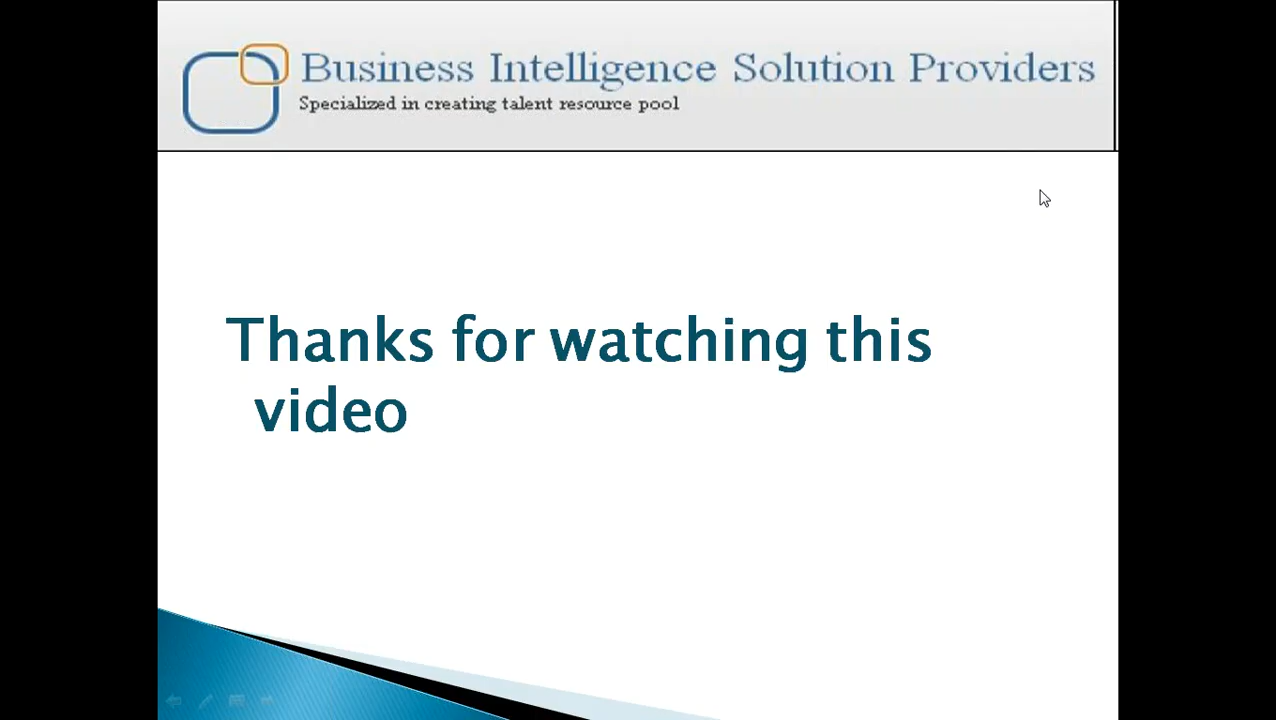 Business Intelligence Solution Providers
Specialized in creating talent resource pool
Thanks for watching this
video